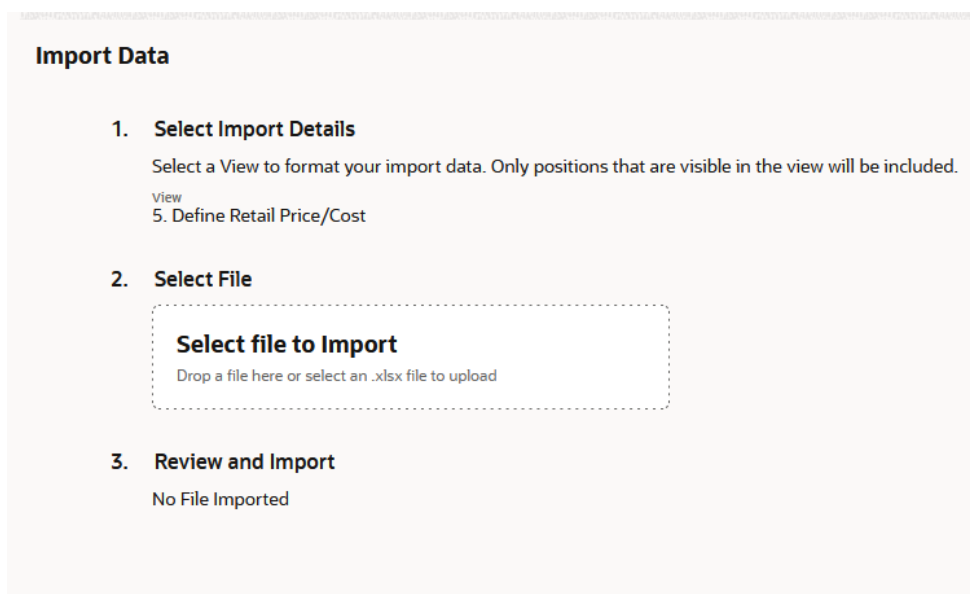 Import Data
1. Select Import Details
Select a View to format your import data. Only positions that are visible in the view will be included.
View
5. Define Retail Price/Cost
2. Select File
Select file to Import
Drop a file here or select an .xlsx file to upload
3. Review and Import
No File Imported